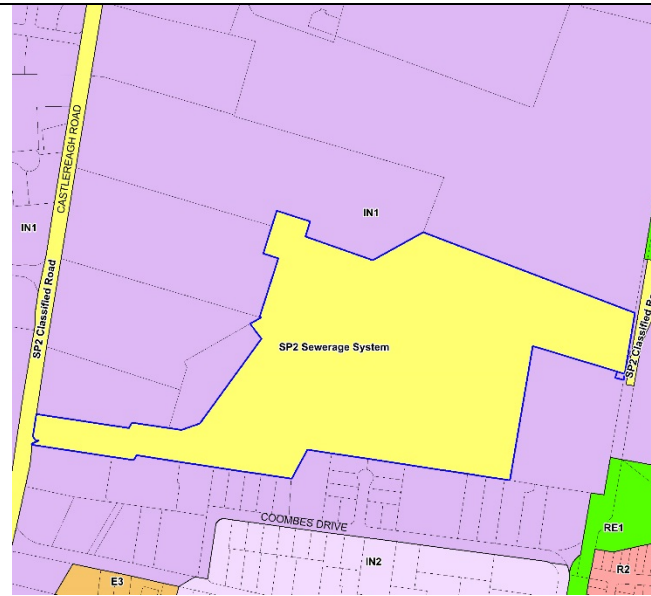 CASTLEREAGH ROAD
IN1
IN1
SP2 Classified Road
SP2 Sewerage System
SP2 Classified
COOMBES DRIVE
RE1
IN2
R2
E3